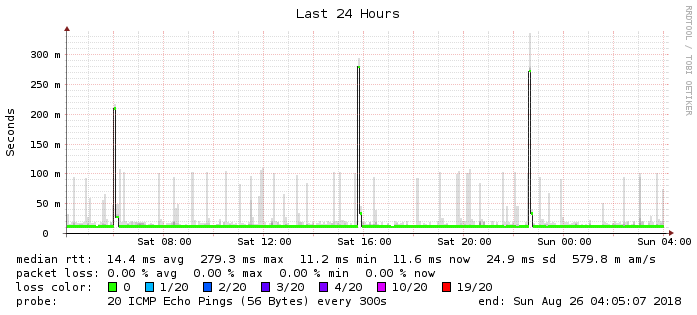 Last 24 Hours
RRDTOOL / TOBI OETIKER
Seconds
300 m
250 m
200 m
150 m
100 m
50 m
0
Sat 08:00 Sat 12:00 Sat 16:00 Sat 20:00 Sun 00:00 Sun 04:00
median rtt: 14.4 ms avg 279.3 ms max 11.2 ms min 11.6 ms now 24.9 ms sd 579.8 m am/s
packet loss: 0.00 % avg 0.00 % max 0.00 % min 0.00 % now
loss color: 0 1/20 2/20 3/20 4/20 10/20 19/20
probe: 20 ICMP Echo Pings (56 Bytes) every 300s end: Sun Aug 26 04:05:07 2018